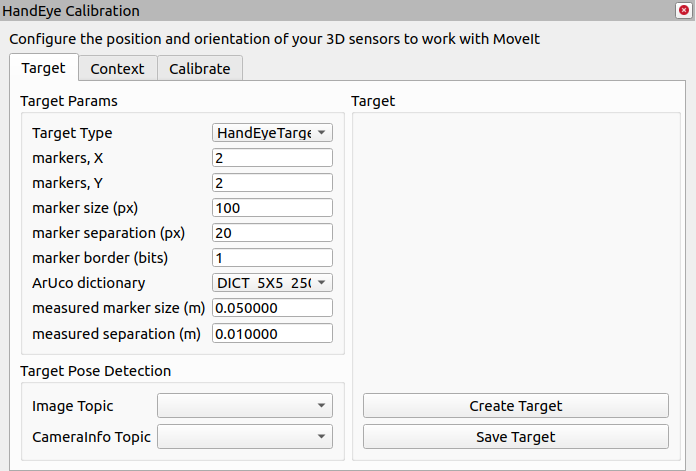 HandEye Calibration
Configure the position and orientation of your 3D sensors to work with MoveIt
Target Context Calibrate
Target Params
Target Type HandEyeTarge
markers, X 2
markers, Y 2
marker size (px) 100
marker separation (px) 20
marker border (bits) 1
ArUco dictionary DICT_5X5_250
measured marker size (m) 0.050000
measured separation (m) 0.010000
Target Pose Detection
Image Topic
CameraInfo Topic
Target
Create Target
Save Target